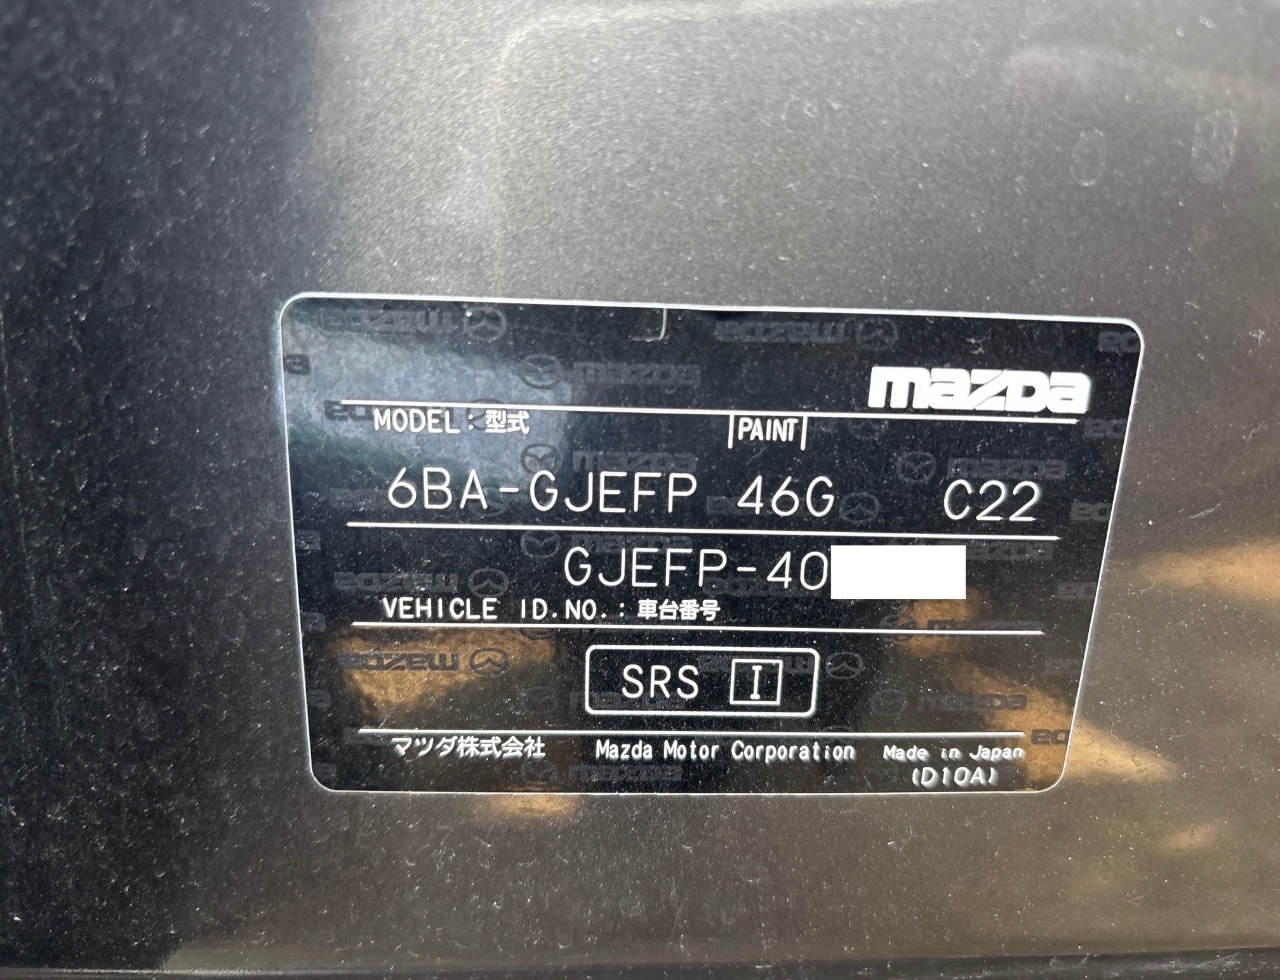 mazda
MODEL：型式 PAINT
6BA-GJEFP 46G C22
GJEFP-40
VEHICLE ID.NO.：車台番号
SRS I
マツダ株式会社 Mazda Motor Corporation Made in Japan
(D10A)